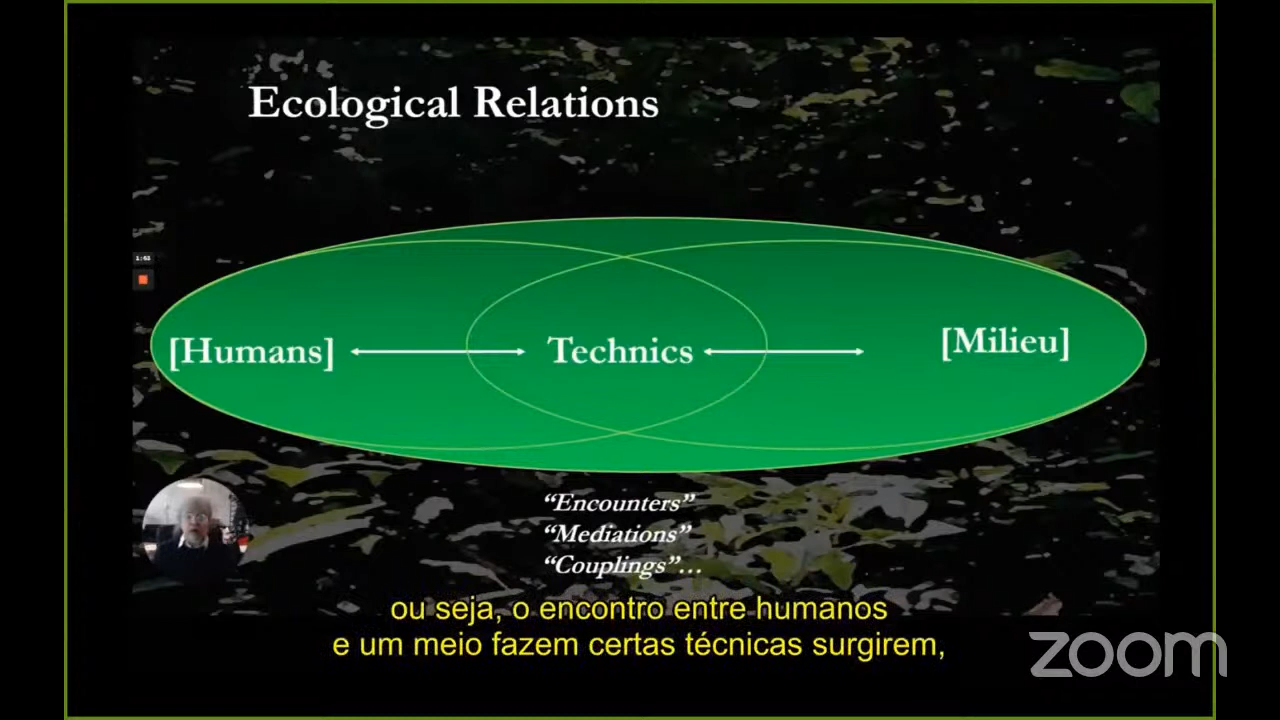 Ecological Relations
[Humans]
Technics
[Milieu]
“Encounters”
“Mediations”
“Couplings”...
ou seja, o encontro entre humanos
e um meio fazem certas técnicas surgirem,
zoom